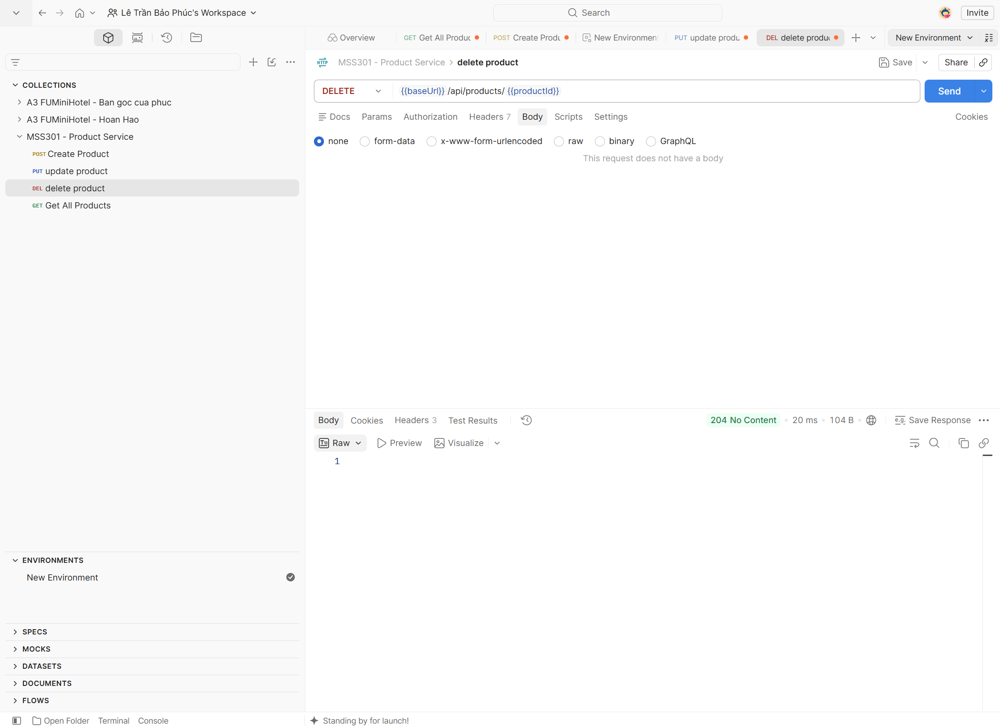 Lê Trần Bảo Phúc's Workspace
Search
Invite
Overview
GET Get All Produc
POST Create Produ
New Environmen
PUT update produ
DEL delete produc
New Environment
MSS301 - Product Service > delete product
Save
Share
COLLECTIONS
A3 FUMiniHotel - Ban goc cua phuc
A3 FUMiniHotel - Hoan Hao
MSS301 - Product Service
POST Create Product
PUT update product
DEL delete product
GET Get All Products
DELETE
{{baseUrl}} /api/products/ {{productId}}
Send
Docs
Params
Authorization
Headers 7
Body
Scripts
Settings
Cookies
none
form-data
x-www-form-urlencoded
raw
binary
GraphQL
This request does not have a body
Body
Cookies
Headers 3
Test Results
204 No Content
20 ms
104 B
e.g. Save Response
Raw
Preview
Visualize
1
ENVIRONMENTS
New Environment
SPECS
MOCKS
DATASETS
DOCUMENTS
FLOWS
Open Folder
Terminal
Console
Standing by for launch!
HTTP